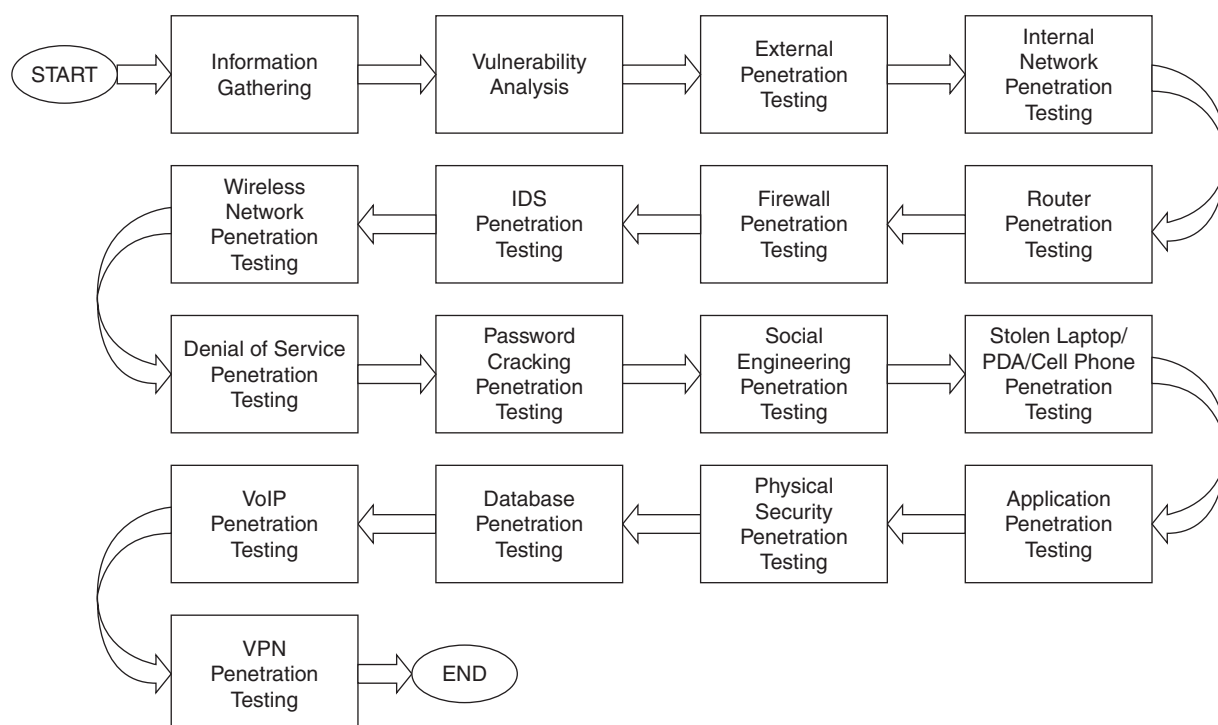 START
Information
Gathering
Vulnerability
Analysis
External
Penetration
Testing
Internal
Network
Penetration
Testing
Router
Penetration
Testing
Firewall
Penetration
Testing
IDS
Penetration
Testing
Wireless
Network
Penetration
Testing
Denial of Service
Penetration
Testing
Password
Cracking
Penetration
Testing
Social
Engineering
Penetration
Testing
Stolen Laptop/
PDA/Cell Phone
Penetration
Testing
Application
Penetration
Testing
Physical
Security
Penetration
Testing
Database
Penetration
Testing
VoIP
Penetration
Testing
VPN
Penetration
Testing
END